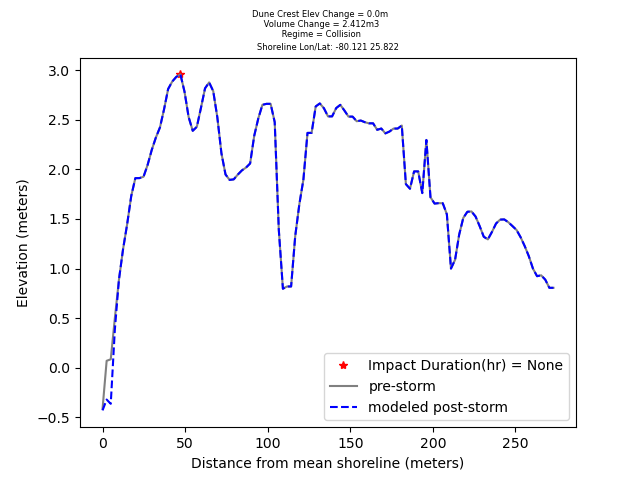 Dune Crest Elev Change = 0.0m
Volume Change = 2.412m3
Regime = Collision
Shoreline Lon/Lat: -80.121 25.822
3.0
2.5
2.0
1.5
1.0
0.5
0.0
−0.5
Elevation (meters)
Impact Duration(hr) = None
pre-storm
modeled post-storm
0 50 100 150 200 250
Distance from mean shoreline (meters)